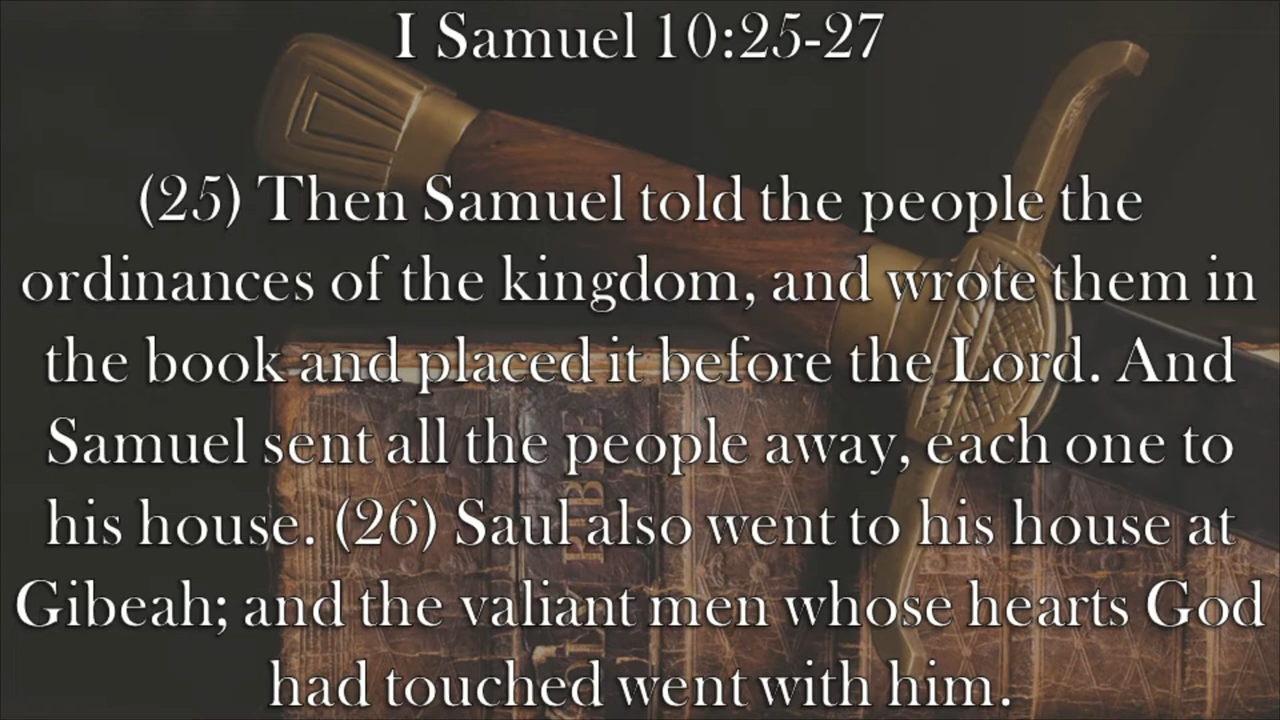 I Samuel 10:25-27
(25) Then Samuel told the people the
ordinances of the kingdom, and wrote them in
the book and placed it before the Lord. And
Samuel sent all the people away, each one to
his house. (26) Saul also went to his house at
Gibeah; and the valiant men whose hearts God
had touched went with him.
BIBLE